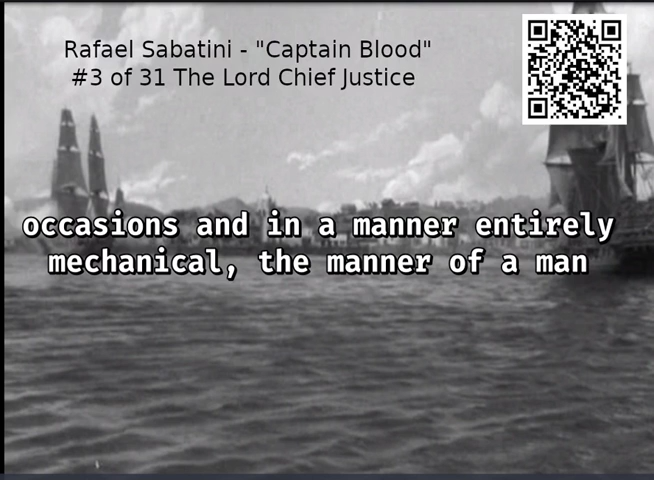 Rafael Sabatini - "Captain Blood"
#3 of 31 The Lord Chief Justice
occasions and in a manner entirely
mechanical, the manner of a man